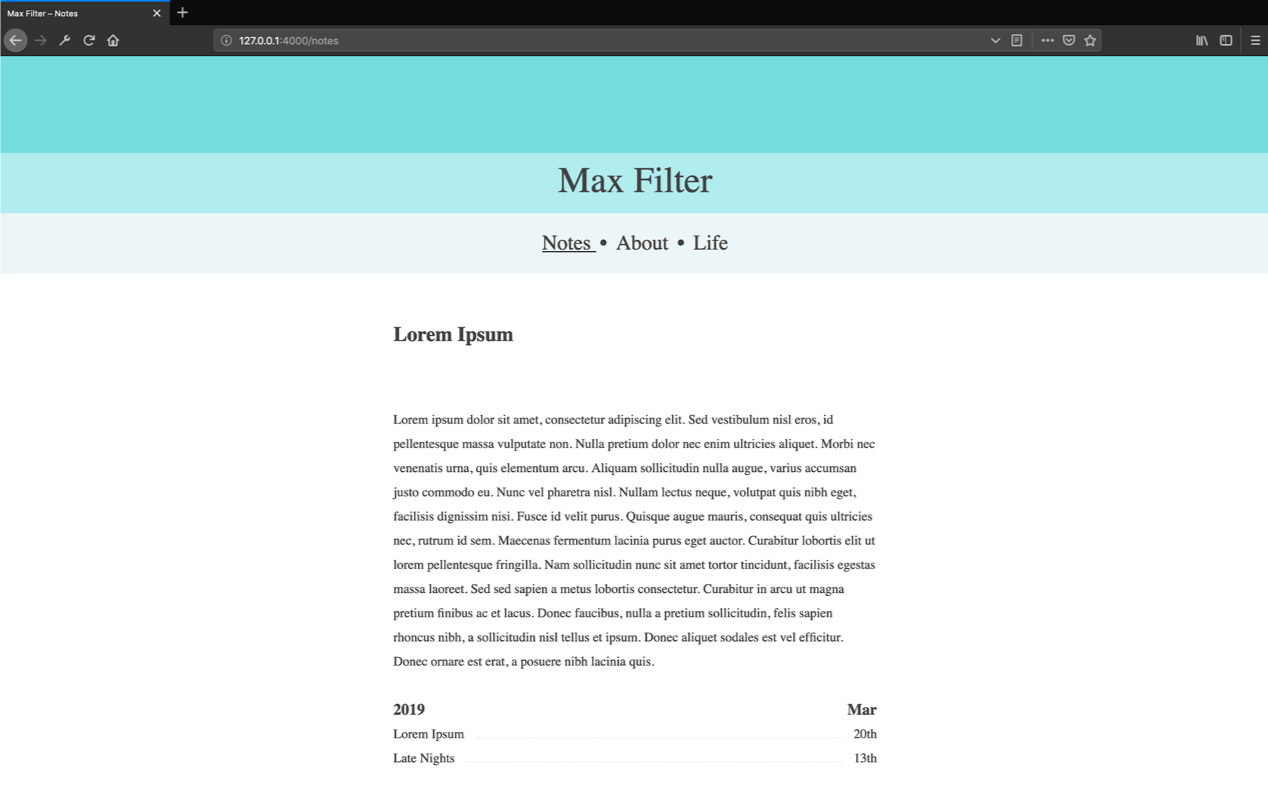 Max Filter – Notes
127.0.0.1:4000/notes
Max Filter
Notes • About • Life
Lorem Ipsum
Lorem ipsum dolor sit amet, consectetur adipiscing elit. Sed vestibulum nisl eros, id
pellentesque massa vulputate non. Nulla pretium dolor nec enim ultricies aliquet. Morbi nec
venenatis urna, quis elementum arcu. Aliquam sollicitudin nulla augue, varius accumsan
justo commodo eu. Nunc vel pharetra nisl. Nullam lectus neque, volutpat quis nibh eget,
facilisis dignissim nisi. Fusce id velit purus. Quisque augue mauris, consequat quis ultricies
nec, rutrum id sem. Maecenas fermentum lacinia purus eget auctor. Curabitur lobortis elit ut
lorem pellentesque fringilla. Nam sollicitudin nunc sit amet tortor tincidunt, facilisis egestas
massa laoreet. Sed sed sapien a metus lobortis consectetur. Curabitur in arcu ut magna
pretium finibus ac et lacus. Donec faucibus, nulla a pretium sollicitudin, felis sapien
rhoncus nibh, a sollicitudin nisl tellus et ipsum. Donec aliquet sodales est vel efficitur.
Donec ornare est erat, a posuere nibh lacinia quis.
2019 Mar
Lorem Ipsum 20th
Late Nights 13th